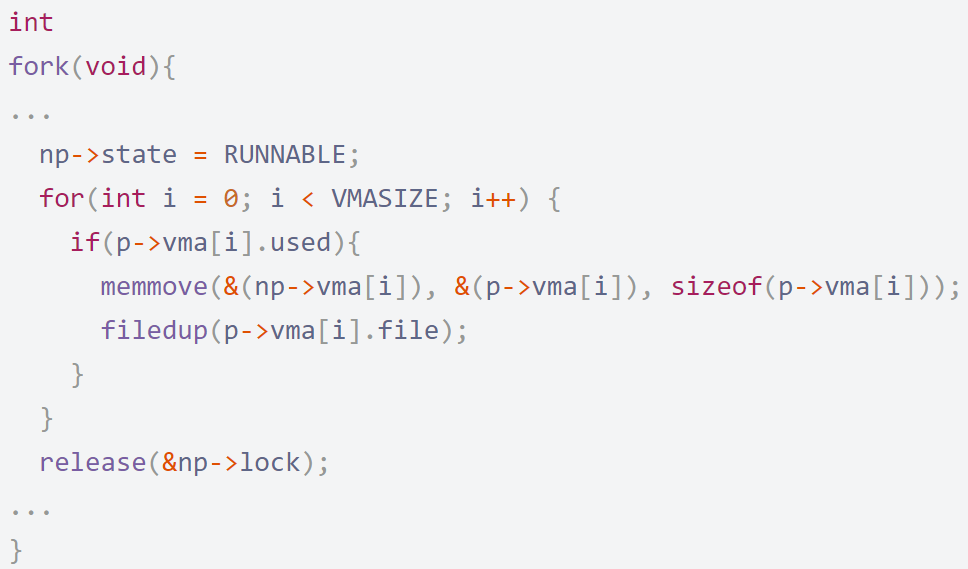 int
fork(void){
...
  np->state = RUNNABLE;
  for(int i = 0; i < VMASIZE; i++) {
    if(p->vma[i].used){
      memmove(&(np->vma[i]), &(p->vma[i]), sizeof(p->vma[i]));
      filedup(p->vma[i].file);
    }
  }
  release(&np->lock);
...
}